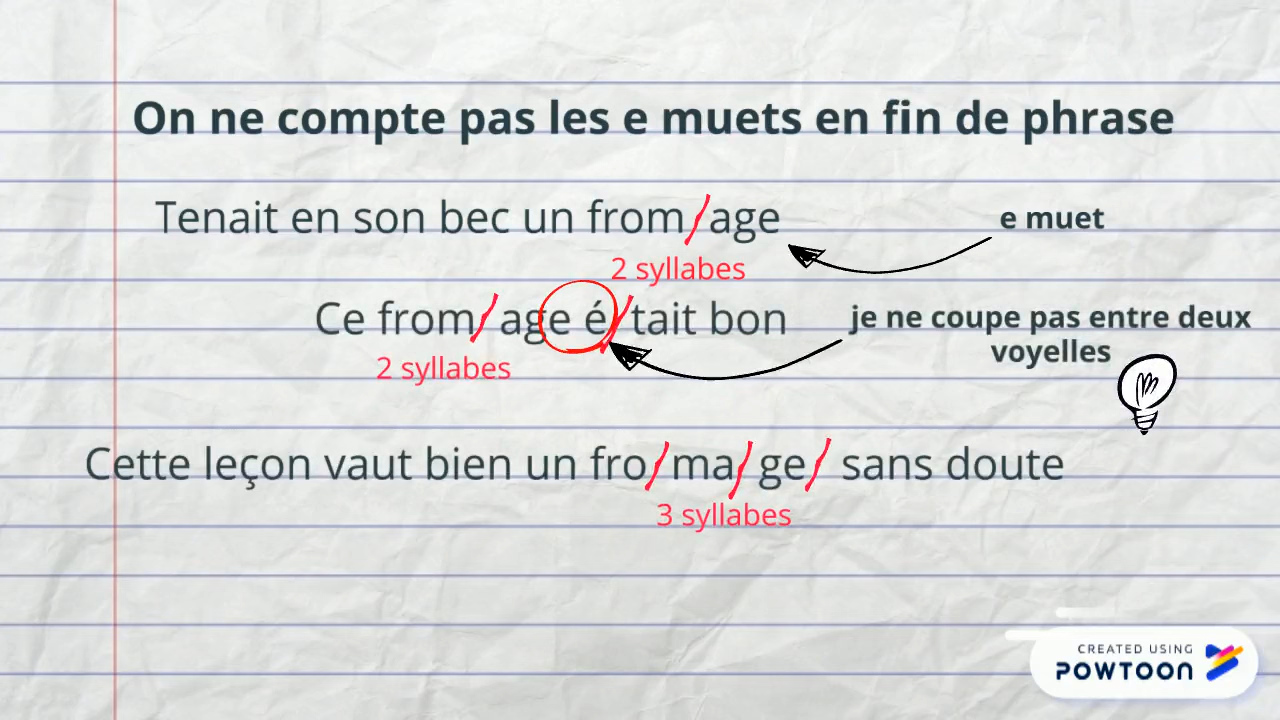 On ne compte pas les e muets en fin de phrase
Tenait en son bec un from/age
e muet
2 syllabes
Ce from/ age é/tait bon
je ne coupe pas entre deux
voyelles
2 syllabes
Cette leçon vaut bien un fro/ma/ge/ sans doute
3 syllabes
CREATED USING
POWTOON